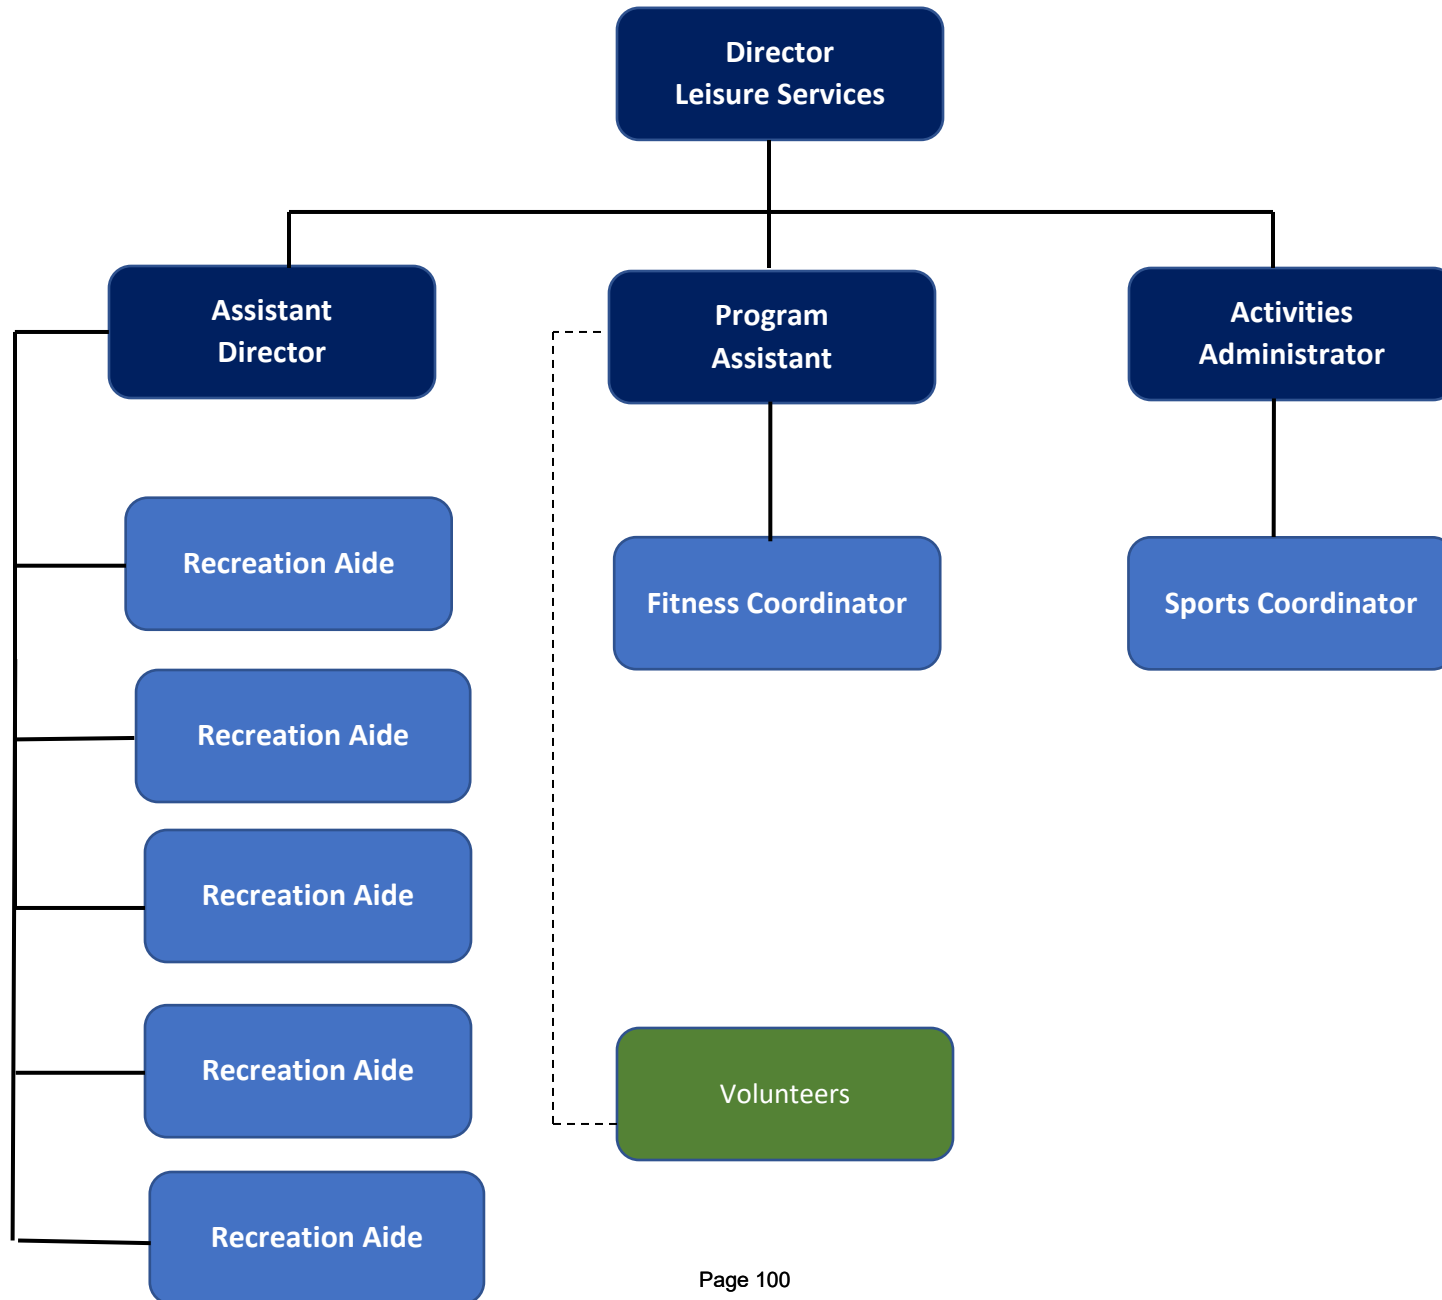 Director
Leisure Services
Assistant
Director
Program
Assistant
Activities
Administrator
Recreation Aide
Fitness Coordinator
Sports Coordinator
Recreation Aide
Recreation Aide
Recreation Aide
Volunteers
Recreation Aide
Page 100